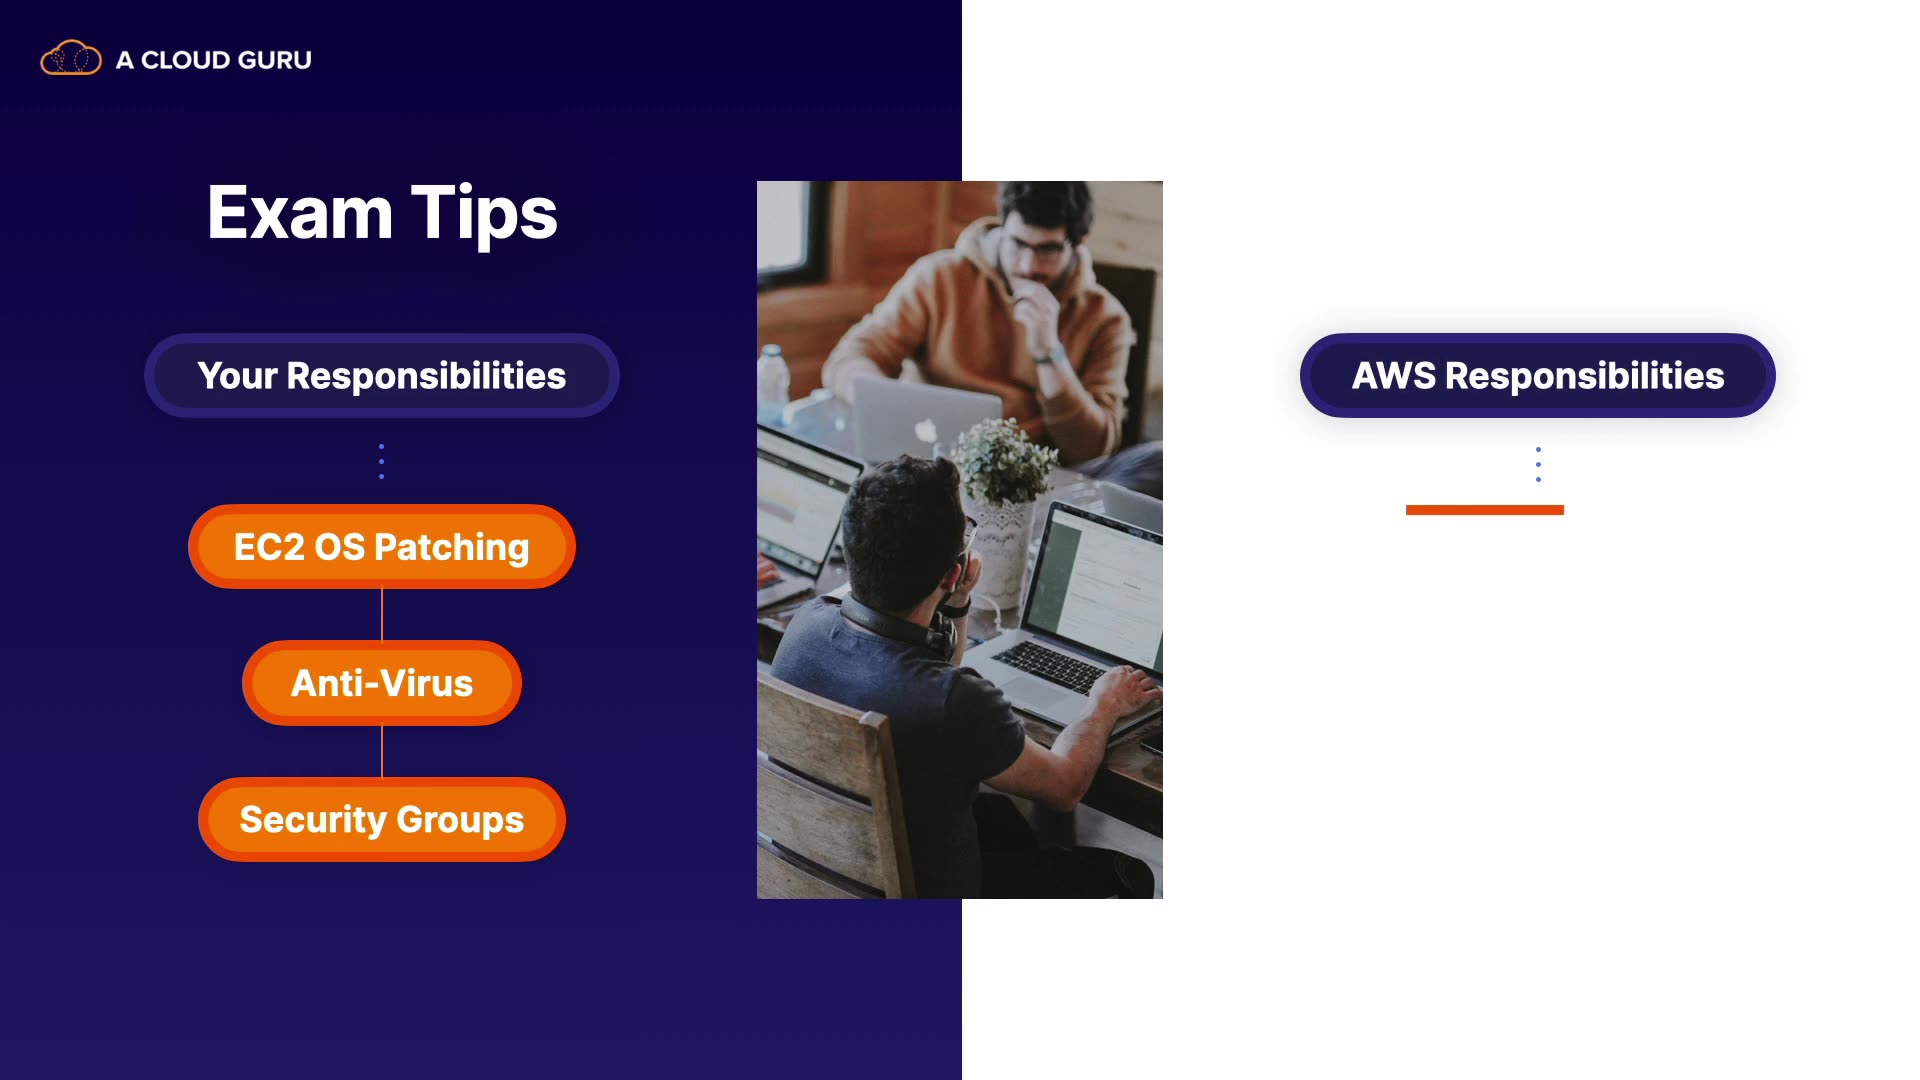 A CLOUD GURU
Exam Tips
Your Responsibilities
EC2 OS Patching
Anti-Virus
Security Groups
AWS Responsibilities